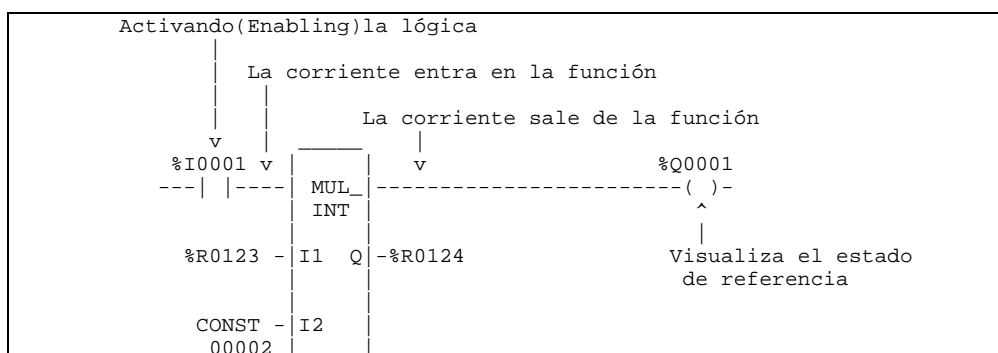 Activando(Enabling)la lógica
La corriente entra en la función
La corriente sale de la función
v
%I0001 v v %Q0001
---| |----| MUL_|------------------------( )-
INT ^
%R0123 -|I1 Q|-%R0124 Visualiza el estado
de referencia
CONST -|I2
00002